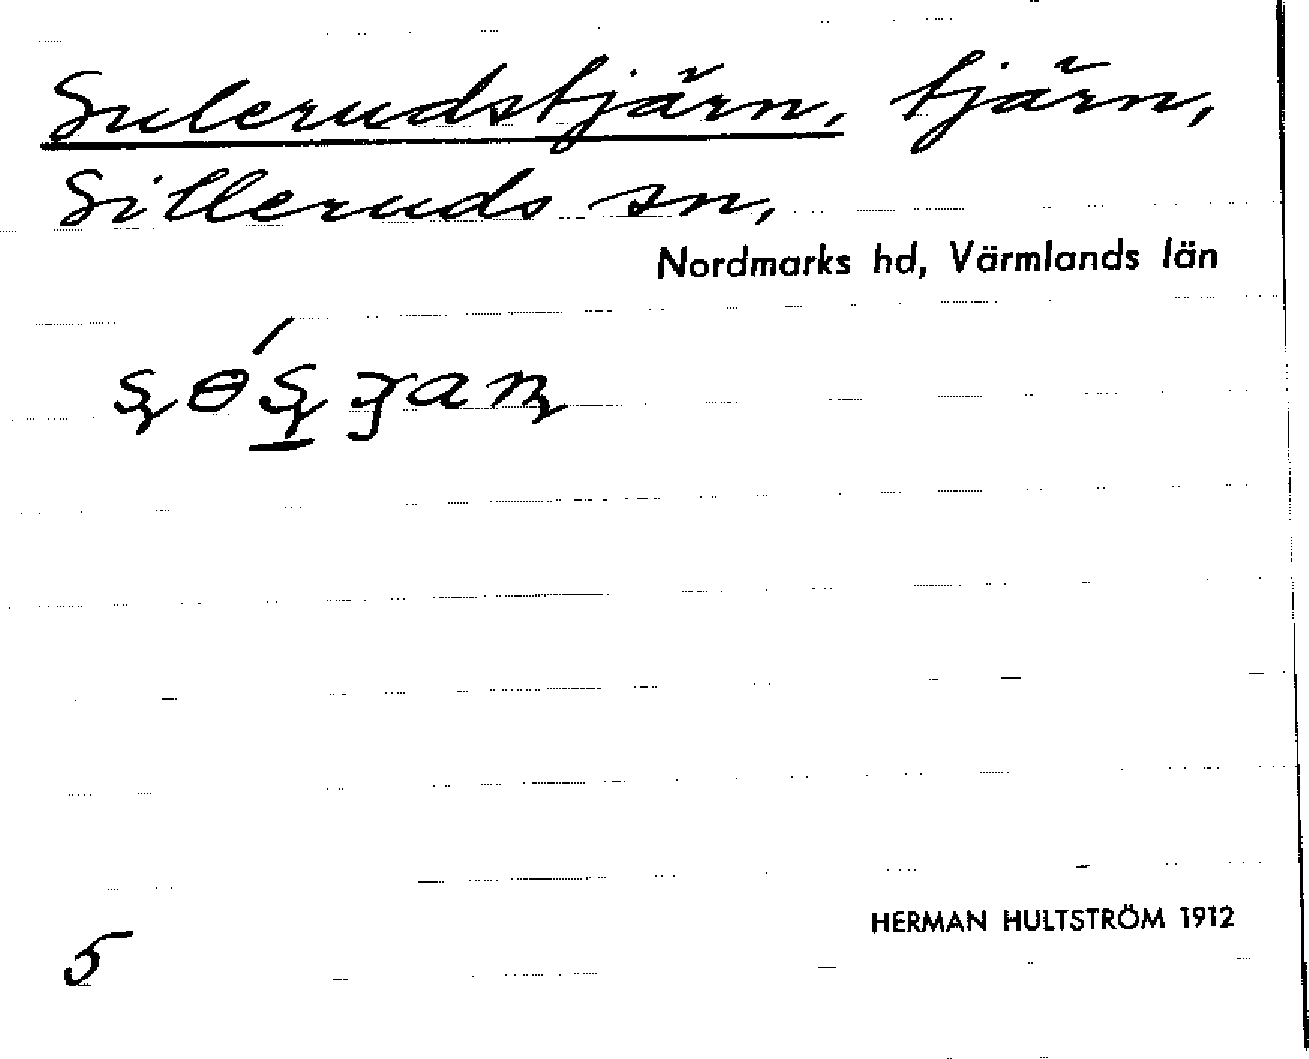 Sulerudstjärn, tjärn,
Silleruds sn,
Nordmarks hd, Värmlands län
HERMAN HULTSTRÖM 1912
5